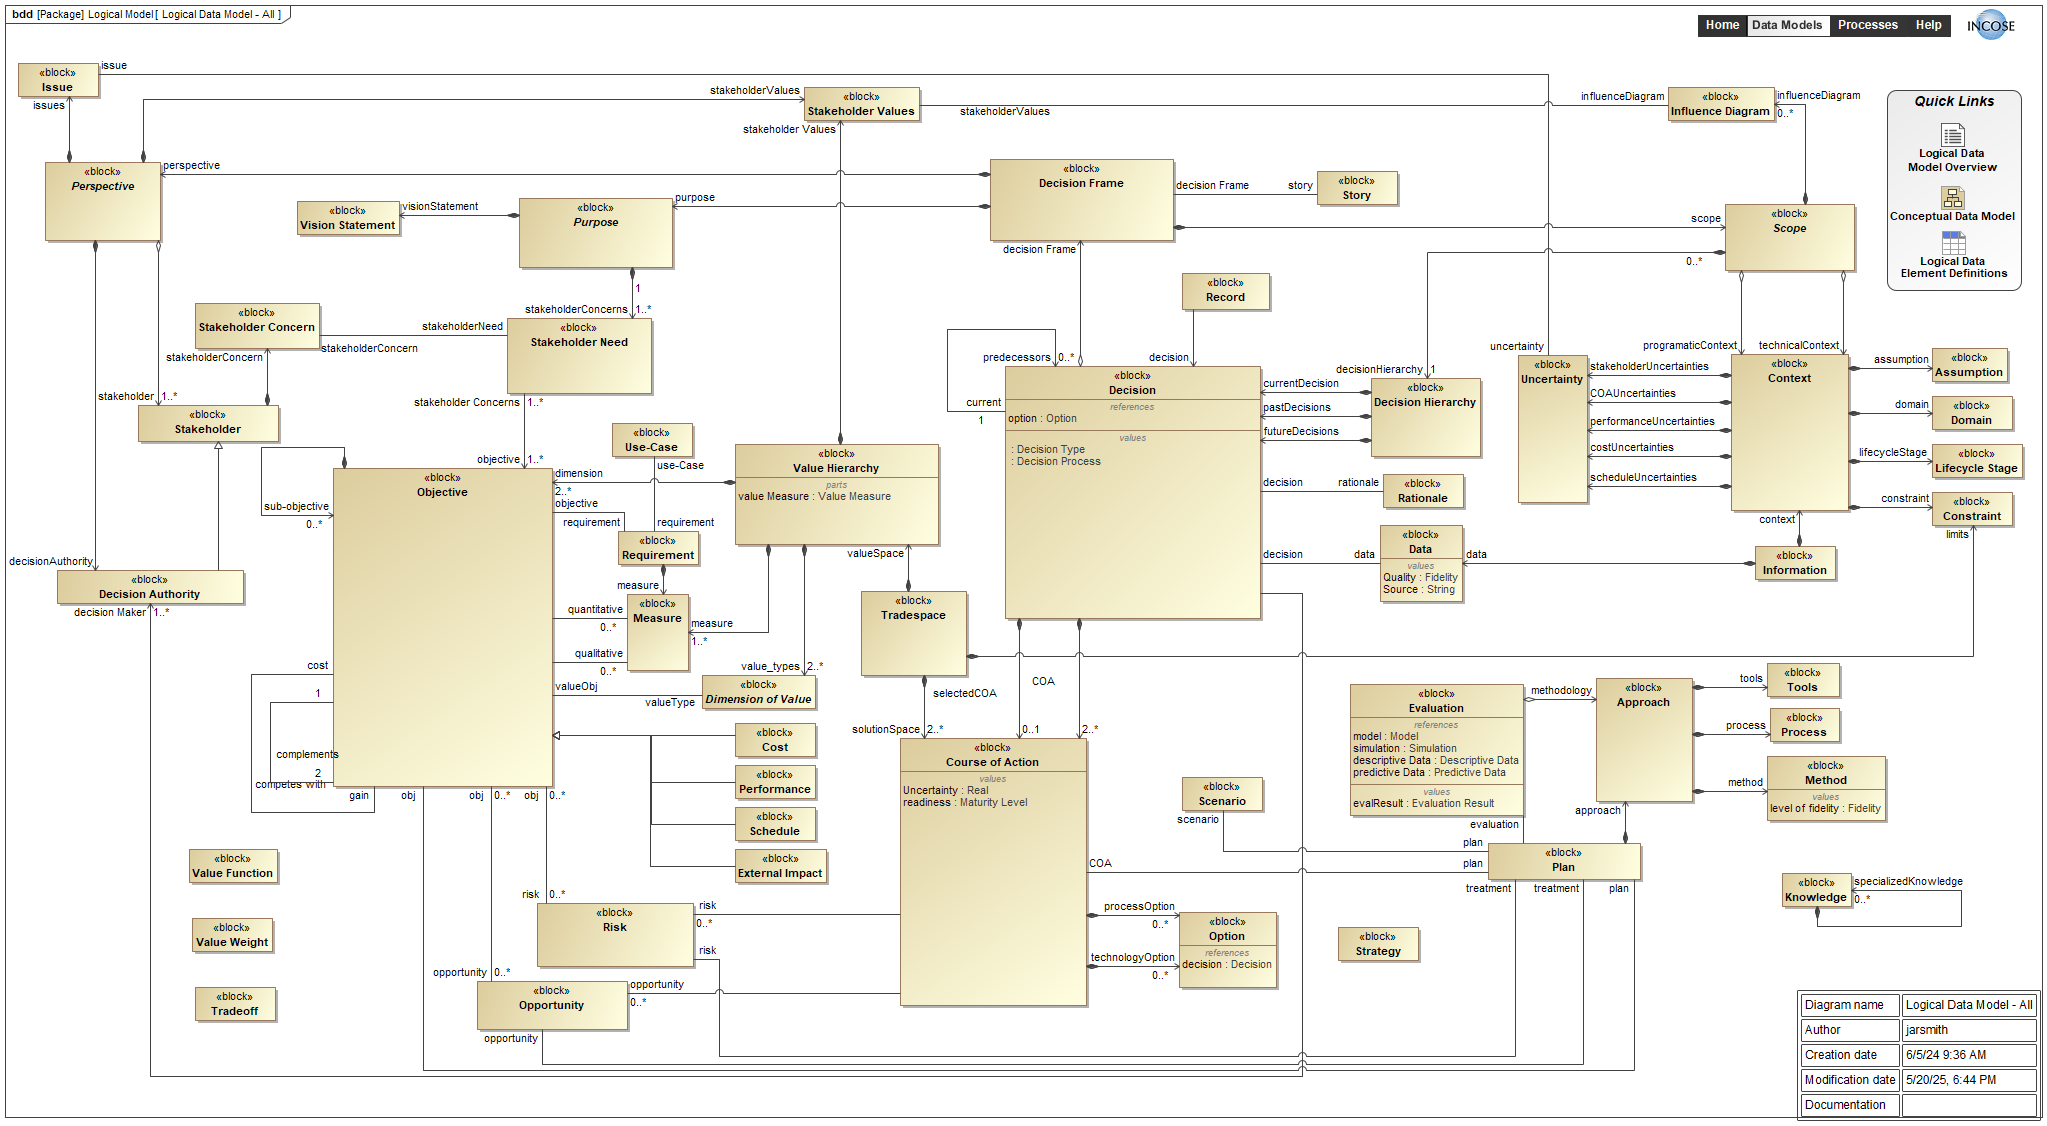 bdd [Package] Logical Model [ Logical Data Model - All ]
Home Data Models Processes Help
INCOSE
Quick Links
Logical Data
Model Overview
Conceptual Data Model
Logical Data
Element Definitions
«block»
Issue
issue
issues
«block»
Perspective
perspective
stakeholderValues
«block»
Stakeholder Values
stakeholderValues
stakeholder Values
influenceDiagram
«block»
Influence Diagram
influenceDiagram
0..*
«block»
Vision Statement
visionStatement
«block»
Purpose
purpose
1
stakeholderConcerns
1..*
«block»
Decision Frame
decision Frame
story
«block»
Story
decision Frame
scope
«block»
Scope
0..*
«block»
Record
decision
«block»
Stakeholder Concern
stakeholderNeed
stakeholderConcern
stakeholderConcern
«block»
Stakeholder Need
stakeholder Concerns
1..*
stakeholder
1..*
«block»
Stakeholder
decisionAuthority
«block»
Decision Authority
decision Maker
1..*
predecessors
0..*
current
1
«block»
Decision
references
option : Option
values
: Decision Type
: Decision Process
decisionHierarchy
1
currentDecision
pastDecisions
futureDecisions
«block»
Decision Hierarchy
decision
rationale
«block»
Rationale
decision
data
«block»
Data
values
Quality : Fidelity
Source : String
data
uncertainty
«block»
Uncertainty
stakeholderUncertainties
COAUncertainties
performanceUncertainties
costUncertainties
scheduleUncertainties
programaticContext
technicalContext
«block»
Context
context
«block»
Information
assumption
«block»
Assumption
domain
«block»
Domain
lifecycleStage
«block»
Lifecycle Stage
constraint
«block»
Constraint
limits
objective
1..*
«block»
Objective
sub-objective
0..*
dimension
2..*
objective
requirement
«block»
Use-Case
use-Case
requirement
«block»
Requirement
measure
«block»
Measure
quantitative
0..*
qualitative
0..*
measure
1..*
«block»
Value Hierarchy
parts
value Measure : Value Measure
valueSpace
value_types
2..*
valueObj
valueType
«block»
Dimension of Value
«block»
Tradespace
selectedCOA
solutionSpace
2..*
COA
0..1
2..*
cost
1
complements
2
competes with
gain
obj
obj
0..*
obj
0..*
«block»
Cost
«block»
Performance
«block»
Schedule
«block»
External Impact
«block»
Course of Action
values
Uncertainty : Real
readiness : Maturity Level
COA
«block»
Evaluation
references
model : Model
simulation : Simulation
descriptive Data : Descriptive Data
predictive Data : Predictive Data
values
evalResult : Evaluation Result
evaluation
methodology
«block»
Approach
approach
tools
«block»
Tools
process
«block»
Process
method
«block»
Method
values
level of fidelity : Fidelity
«block»
Scenario
scenario
plan
plan
«block»
Plan
treatment
treatment
plan
«block»
Value Function
«block»
Value Weight
«block»
Tradeoff
risk
0..*
«block»
Risk
risk
0..*
risk
opportunity
0..*
«block»
Opportunity
opportunity
0..*
opportunity
processOption
0..*
technologyOption
0..*
«block»
Option
references
decision : Decision
«block»
Strategy
«block»
Knowledge
specializedKnowledge
0..*
Diagram name Logical Data Model - All
Author jarsmith
Creation date 6/5/24 9:36 AM
Modification date 5/20/25, 6:44 PM
Documentation